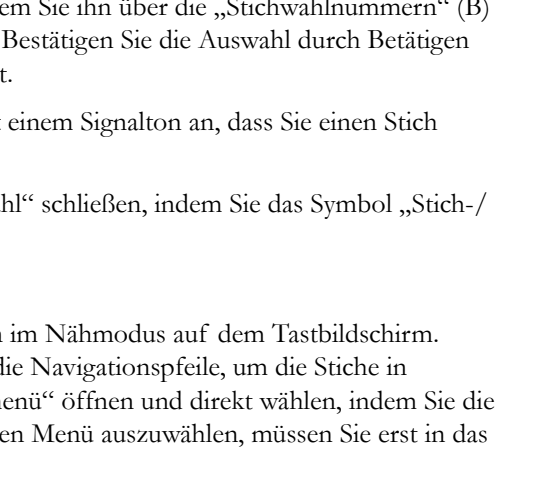 em Sie ihn über die „Stichwahlnummern“ (B)
Bestätigen Sie die Auswahl durch Betätigen
t.
einem Signalton an, dass Sie einen Stich
hl“ schließen, indem Sie das Symbol „Stich-/
im Nähmodus auf dem Tastbildschirm.
die Navigationspfeile, um die Stiche in
enü“ öffnen und direkt wählen, indem Sie die
en Menü auszuwählen, müssen Sie erst in das